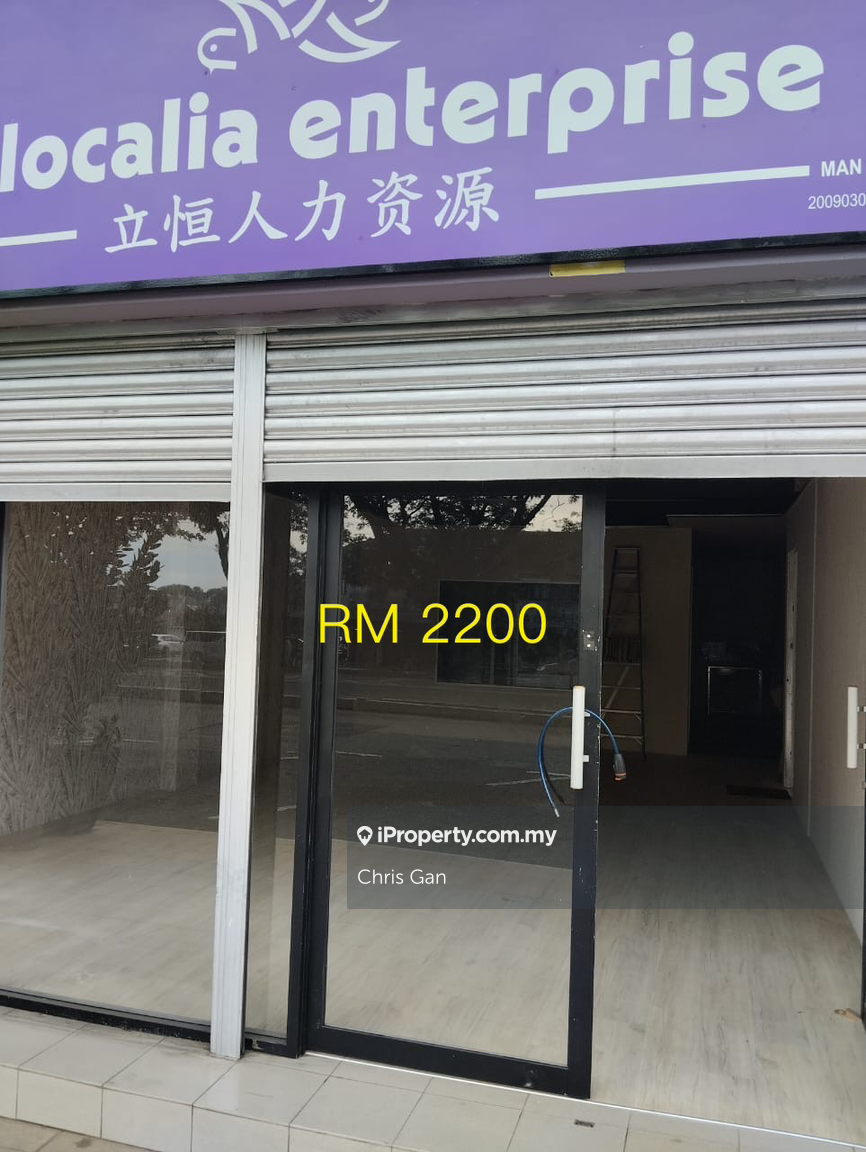 localia enterprise
立恒人力资源
MAN
2009030
RM 2200
iProperty.com.my
Chris Gan